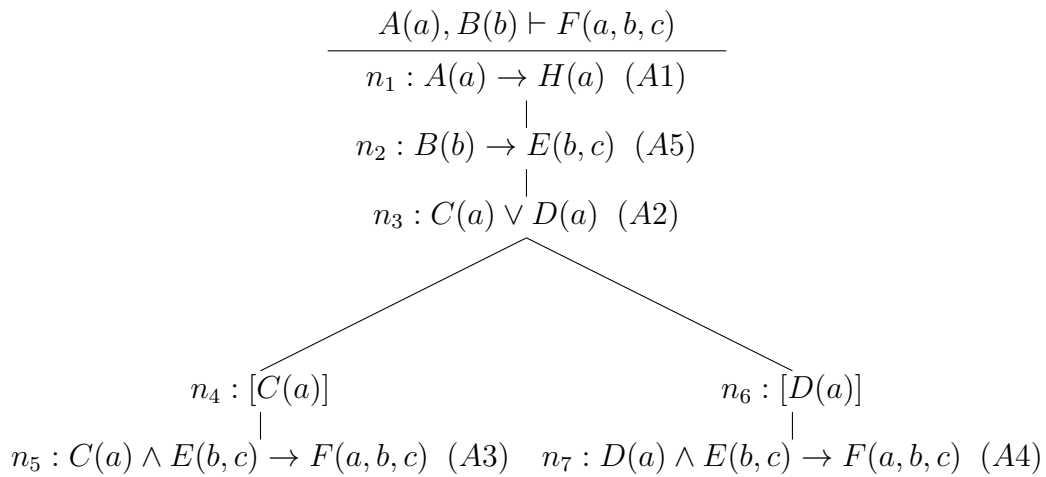 A(a), B(b) ⊢ F(a, b, c)
n₁ : A(a) → H(a) (A1)
n₂ : B(b) → E(b, c) (A5)
n₃ : C(a) ∨ D(a) (A2)
n₄ : [C(a)] n₆ : [D(a)]
n₅ : C(a) ∧ E(b, c) → F(a, b, c) (A3) n₇ : D(a) ∧ E(b, c) → F(a, b, c) (A4)